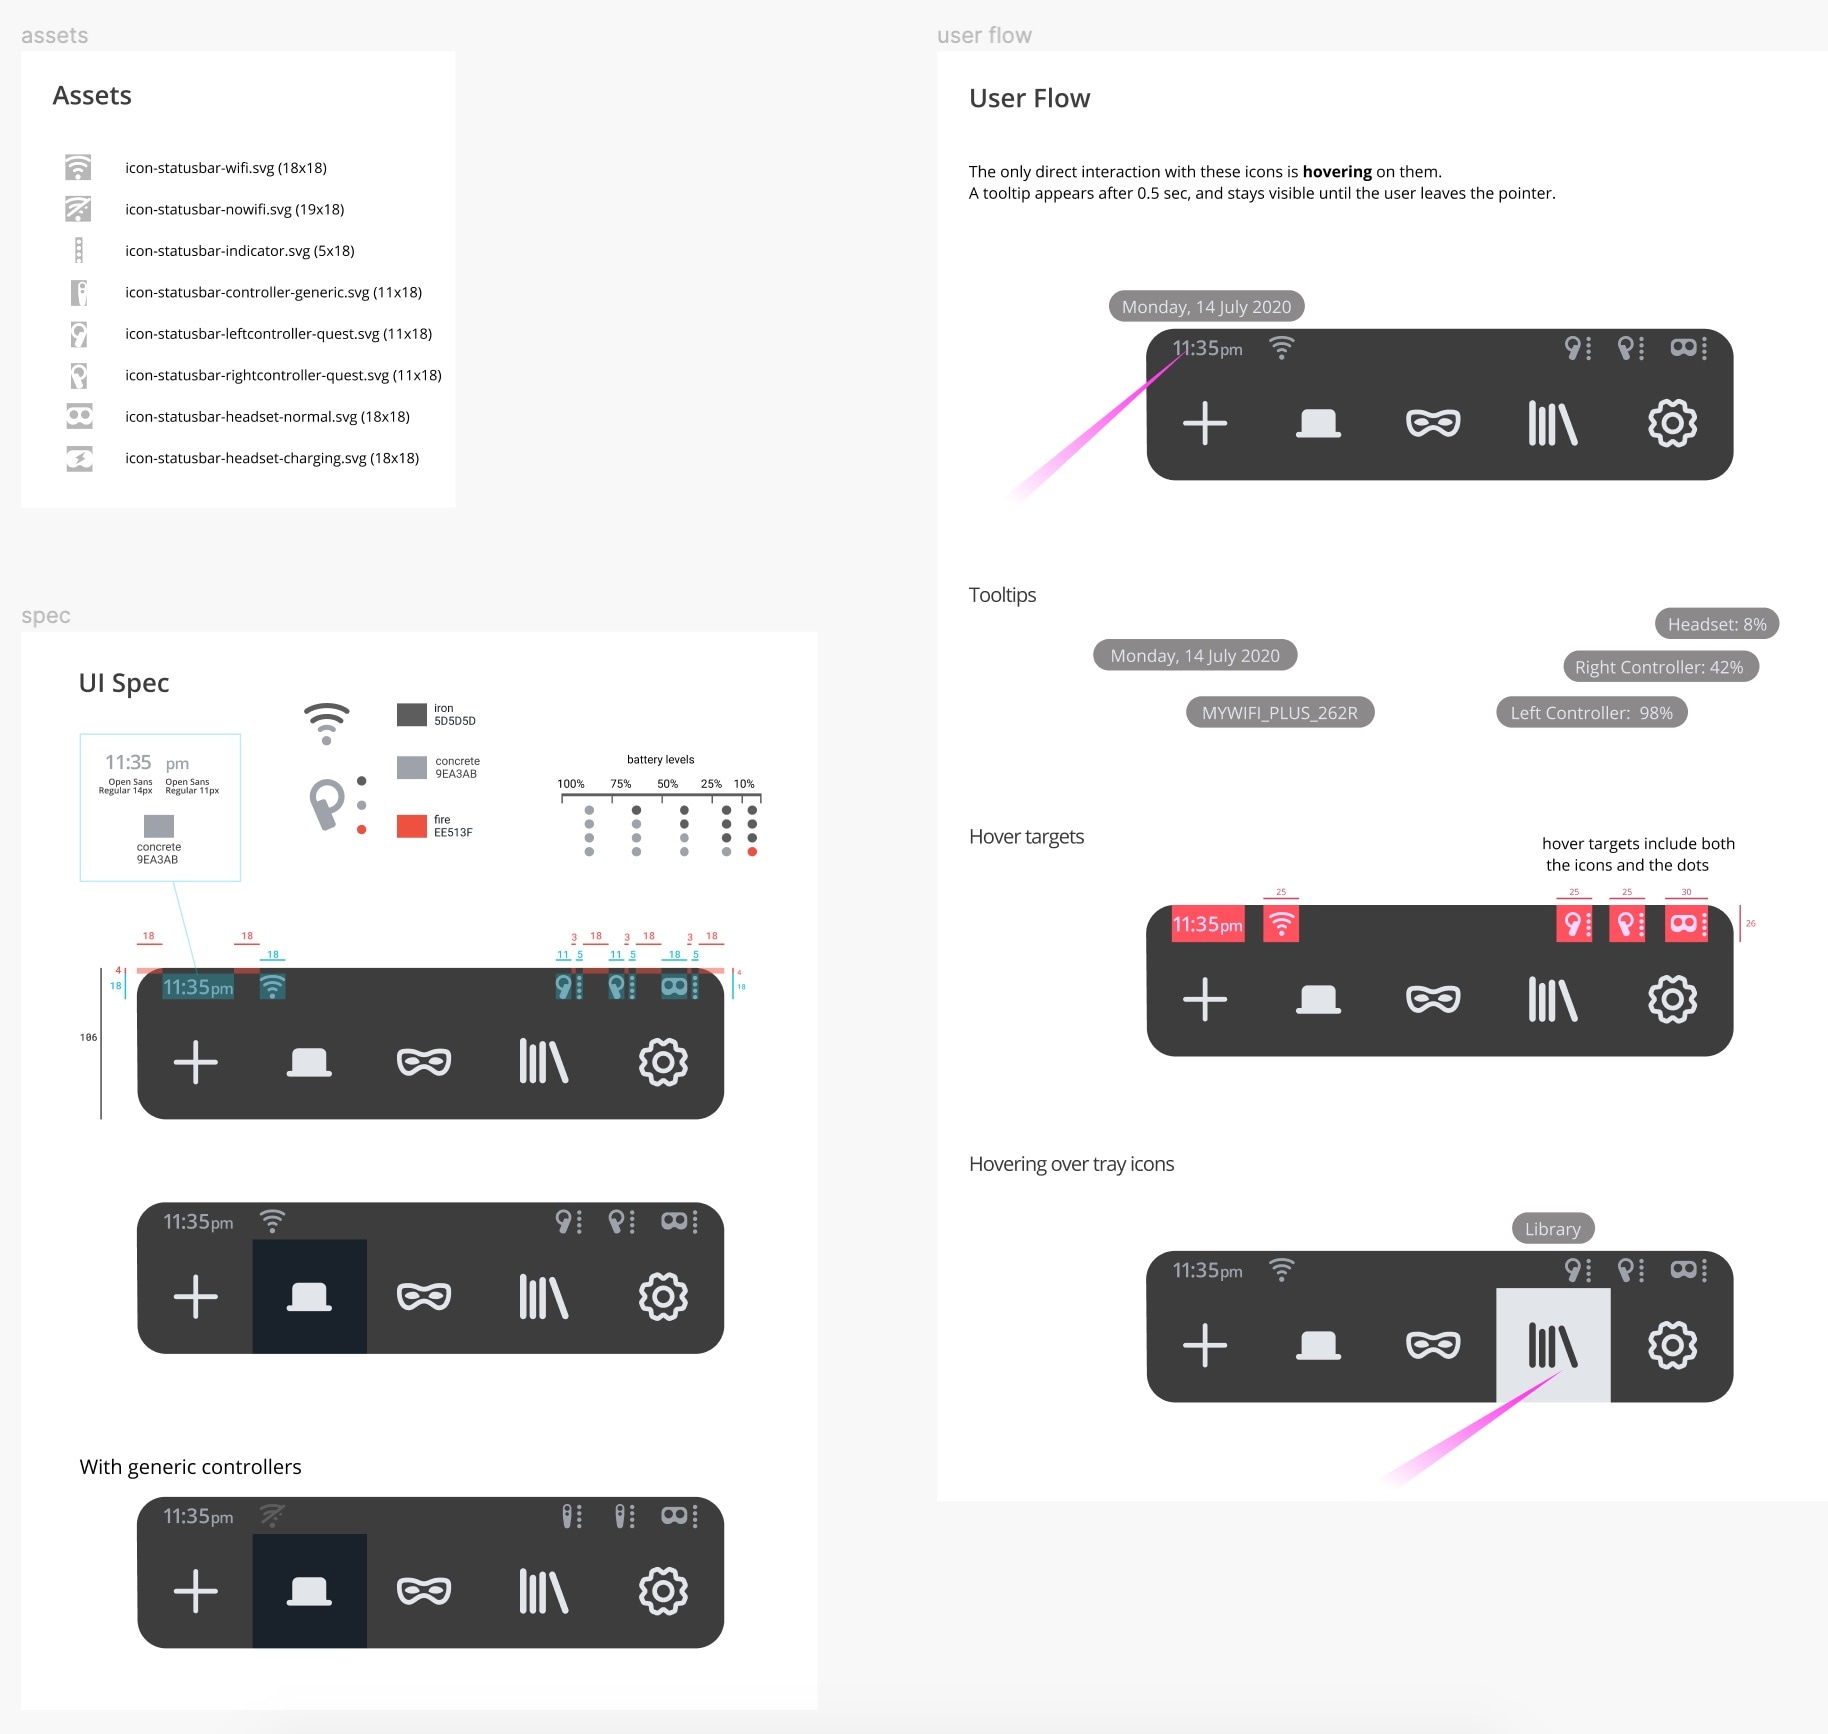 assets
Assets
icon-statusbar-wifi.svg (18x18)
icon-statusbar-nowifi.svg (19x18)
icon-statusbar-indicator.svg (5x18)
icon-statusbar-controller-generic.svg (11x18)
icon-statusbar-leftcontroller-quest.svg (11x18)
icon-statusbar-rightcontroller-quest.svg (11x18)
icon-statusbar-headset-normal.svg (18x18)
icon-statusbar-headset-charging.svg (18x18)
spec
UI Spec
11:35 pm
Open Sans Open Sans
Regular 14px Regular 11px
concrete
9EA3AB
iron
5D5D5D
concrete
9EA3AB
fire
EE513F
battery levels
100% 75% 50% 25% 10%
18 18 3 18 3 18 3 18
18 11 5 11 5 18 5
4 4
18 18
11:35pm
106
11:35pm
With generic controllers
11:35pm
user flow
User Flow
The only direct interaction with these icons is hovering on them.
A tooltip appears after 0.5 sec, and stays visible until the user leaves the pointer.
Monday, 14 July 2020
11:35pm
Tooltips
Headset: 8%
Monday, 14 July 2020
Right Controller: 42%
MYWIFI_PLUS_262R
Left Controller: 98%
Hover targets
hover targets include both
the icons and the dots
25 25 25 30
11:35pm
26
Hovering over tray icons
Library
11:35pm